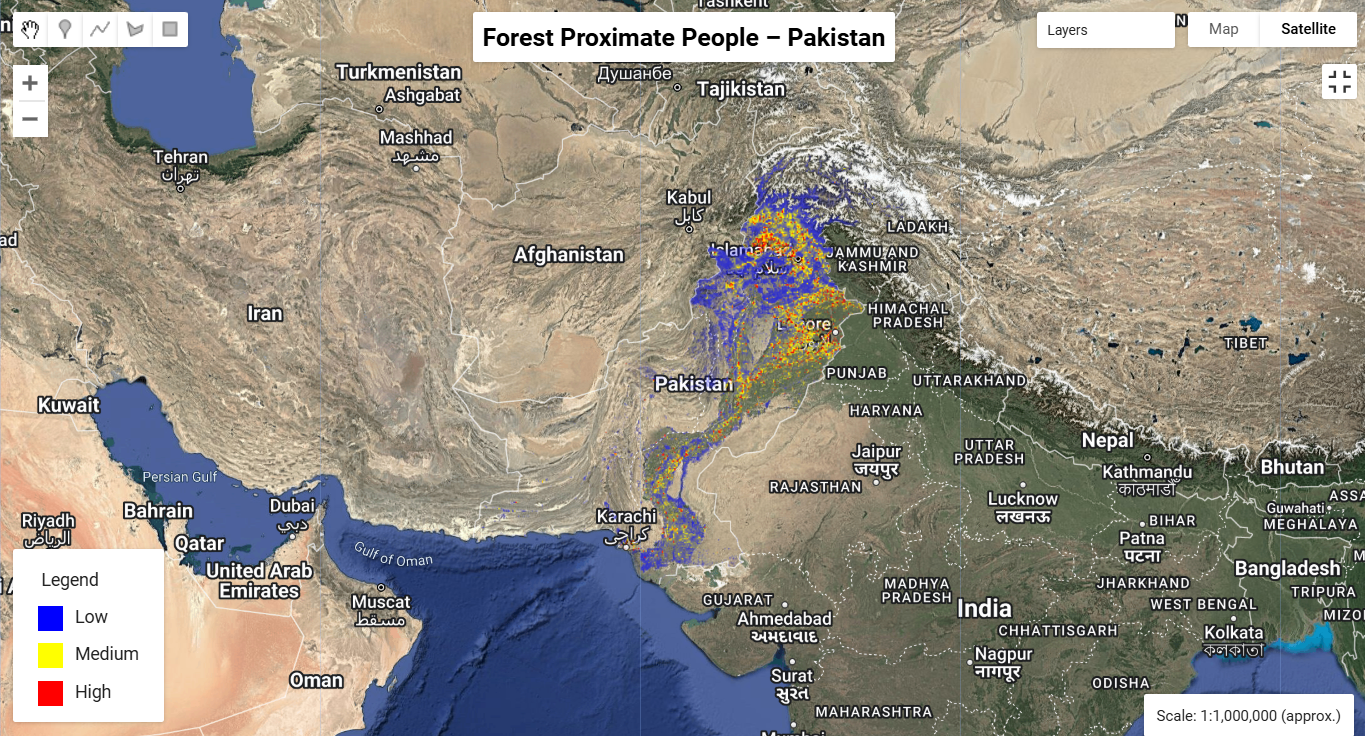 Tashkent
Forest Proximate People – Pakistan
Layers
N
Map
Satellite
+
−
Turkmenistan
Ashgabat
Душанбе
Tajikistan
Mashhad
مشهد
Tehran
تهران
Kabul
کابل
LADAKH
Afghanistan
Islamabad
JAMMU AND
KASHMIR
Iran
HIMACHAL
PRADESH
TIBET
PUNJAB
UTTARAKHAND
Pakistan
Kuwait
HARYANA
Nepal
Jaipur
जयपुर
UTTAR
PRADESH
Kathmandu
काठमाडौँ
Bhutan
Persian Gulf
RAJASTHAN
Lucknow
लखनऊ
Bahrain
Dubai
دبي
Karachi
کراچی
Guwahati
MEGHALAYA
Riyadh
الرياض
BIHAR
Patna
पटना
Qatar
Gulf of Oman
United Arab
Emirates
Bangladesh
Muscat
مسقط
GUJARAT
MADHYA
PRADESH
JHARKHAND
TRIPURA
Ahmedabad
અમદાવાદ
India
WEST BENGAL
CHHATTISGARH
Kolkata
কলকাতা
Nagpur
नागपूर
Oman
Surat
સુરત
ODISHA
MAHARASHTRA
Legend
Low
Medium
High
Scale: 1:1,000,000 (approx.)